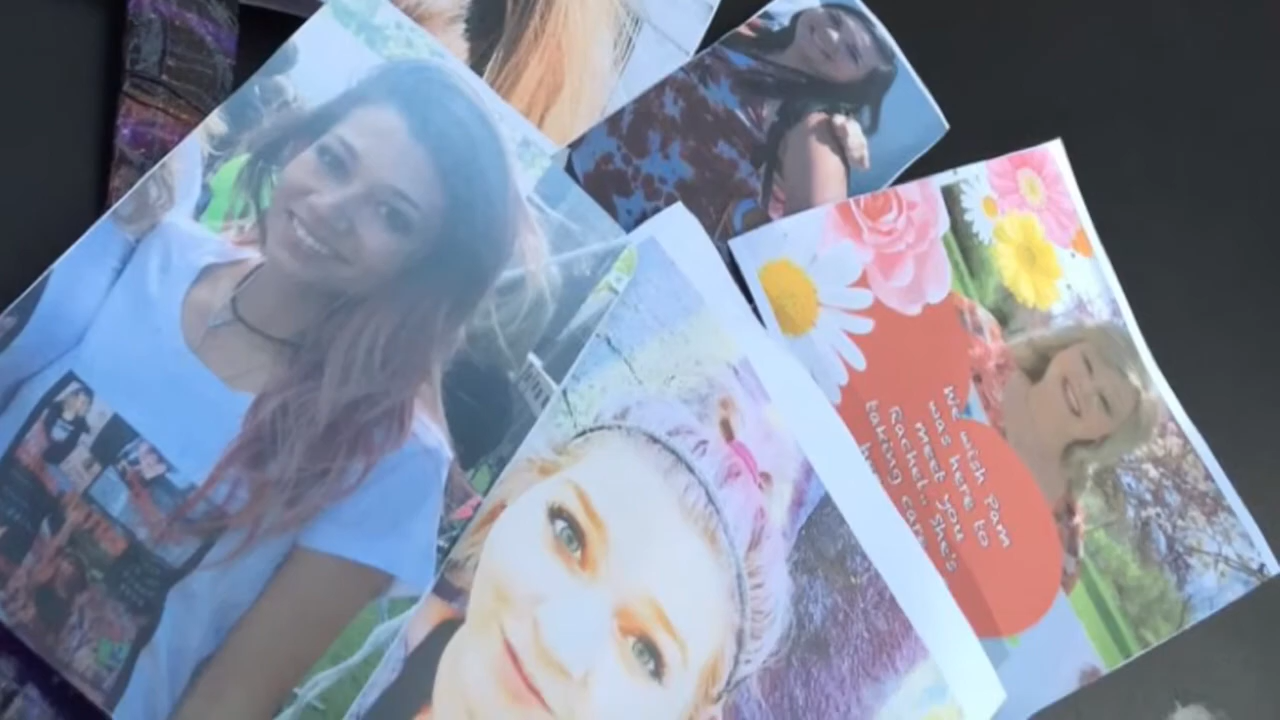 We wish Pam
was here to
meet you
Rachel, she's
taking care